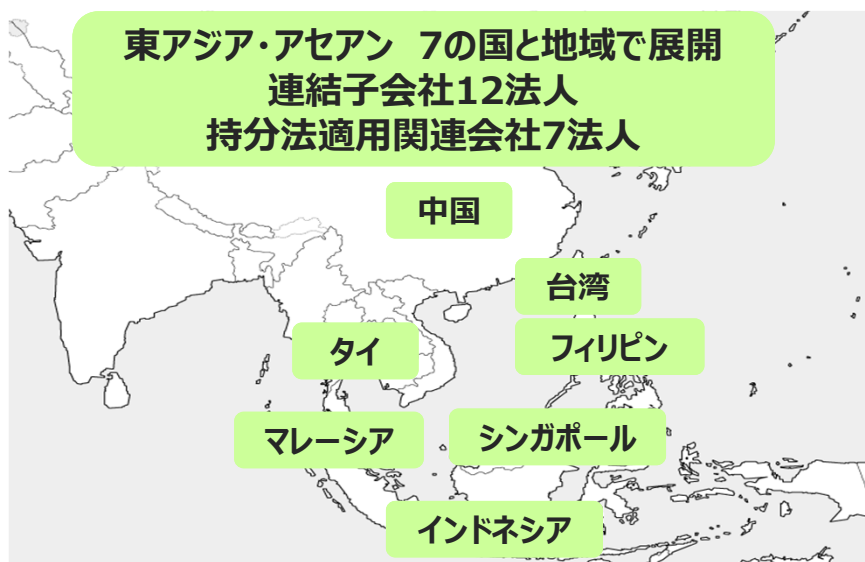 東アジア・アセアン 7の国と地域で展開
連結子会社12法人
持分法適用関連会社7法人
中国
台湾
タイ
フィリピン
マレーシア
シンガポール
インドネシア